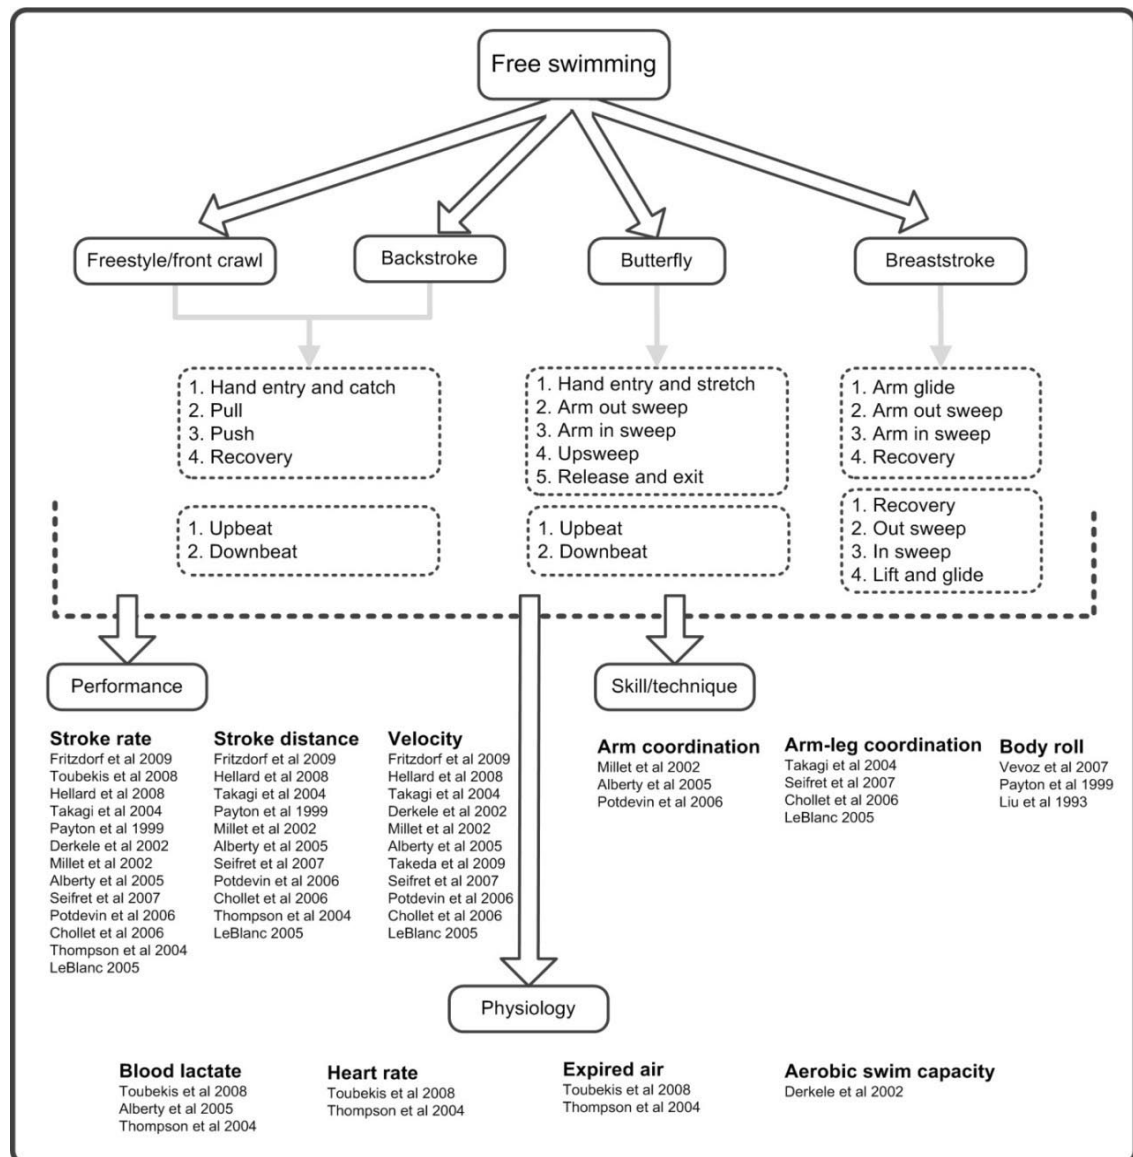 Free swimming
Freestyle/front crawl
Backstroke
Butterfly
Breaststroke
1. Hand entry and catch
2. Pull
3. Push
4. Recovery
1. Upbeat
2. Downbeat
1. Hand entry and stretch
2. Arm out sweep
3. Arm in sweep
4. Upsweep
5. Release and exit
1. Upbeat
2. Downbeat
1. Arm glide
2. Arm out sweep
3. Arm in sweep
4. Recovery
1. Recovery
2. Out sweep
3. In sweep
4. Lift and glide
Performance
Stroke rate
Fritzdorf et al 2009
Toubekis et al 2008
Hellard et al 2008
Takagi et al 2004
Payton et al 1999
Derkele et al 2002
Millet et al 2002
Alberty et al 2005
Seifret et al 2007
Potdevin et al 2006
Chollet et al 2006
Thompson et al 2004
LeBlanc 2005
Stroke distance
Fritzdorf et al 2009
Hellard et al 2008
Takagi et al 2004
Payton et al 1999
Millet et al 2002
Alberty et al 2005
Seifret et al 2007
Potdevin et al 2006
Chollet et al 2006
Thompson et al 2004
LeBlanc 2005
Velocity
Fritzdorf et al 2009
Hellard et al 2008
Takagi et al 2004
Derkele et al 2002
Millet et al 2002
Alberty et al 2005
Takeda et al 2009
Seifret et al 2007
Potdevin et al 2006
Chollet et al 2006
LeBlanc 2005
Skill/technique
Arm coordination
Millet et al 2002
Alberty et al 2005
Potdevin et al 2006
Arm-leg coordination
Takagi et al 2004
Seifret et al 2007
Chollet et al 2006
LeBlanc 2005
Body roll
Vevoz et al 2007
Payton et al 1999
Liu et al 1993
Physiology
Blood lactate
Toubekis et al 2008
Alberty et al 2005
Thompson et al 2004
Heart rate
Toubekis et al 2008
Thompson et al 2004
Expired air
Toubekis et al 2008
Thompson et al 2004
Aerobic swim capacity
Derkele et al 2002